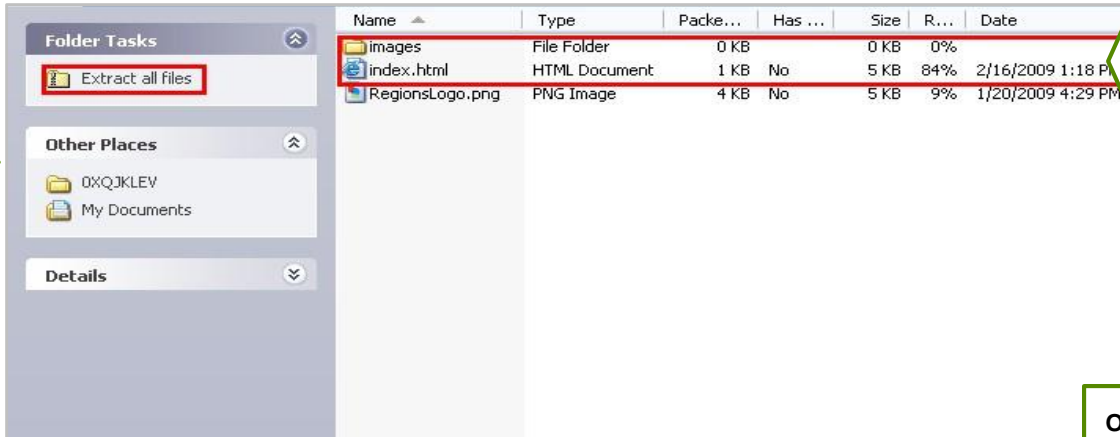 Name Type Packe... Has ... Size R... Date
Folder Tasks
images File Folder 0 KB 0 KB 0%
index.html HTML Document 1 KB No 5 KB 84% 2/16/2009 1:18 P
Extract all files
RegionsLogo.png PNG Image 4 KB No 5 KB 9% 1/20/2009 4:29 PM
Other Places
0XQJKLEV
My Documents
Details